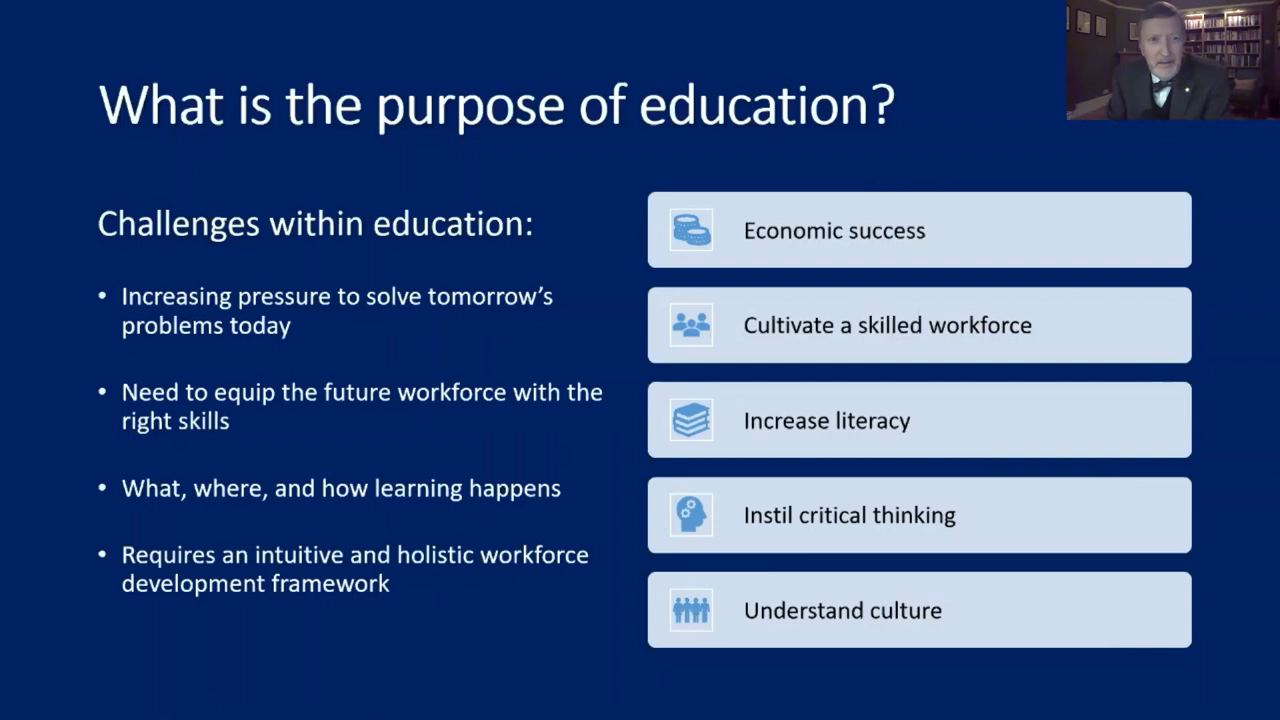 What is the purpose of education?
Challenges within education:
• Increasing pressure to solve tomorrow’s
problems today
• Need to equip the future workforce with the
right skills
• What, where, and how learning happens
• Requires an intuitive and holistic workforce
development framework
Economic success
Cultivate a skilled workforce
Increase literacy
Instil critical thinking
Understand culture